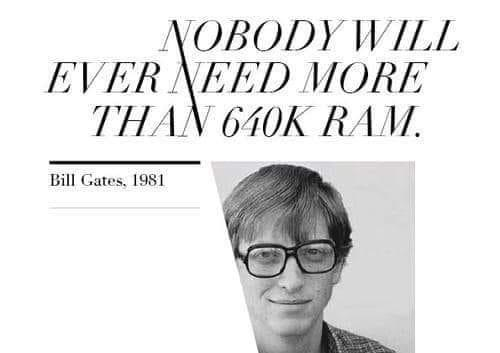 NOBODY WILL
EVER NEED MORE
THAN 640K RAM.
Bill Gates, 1981